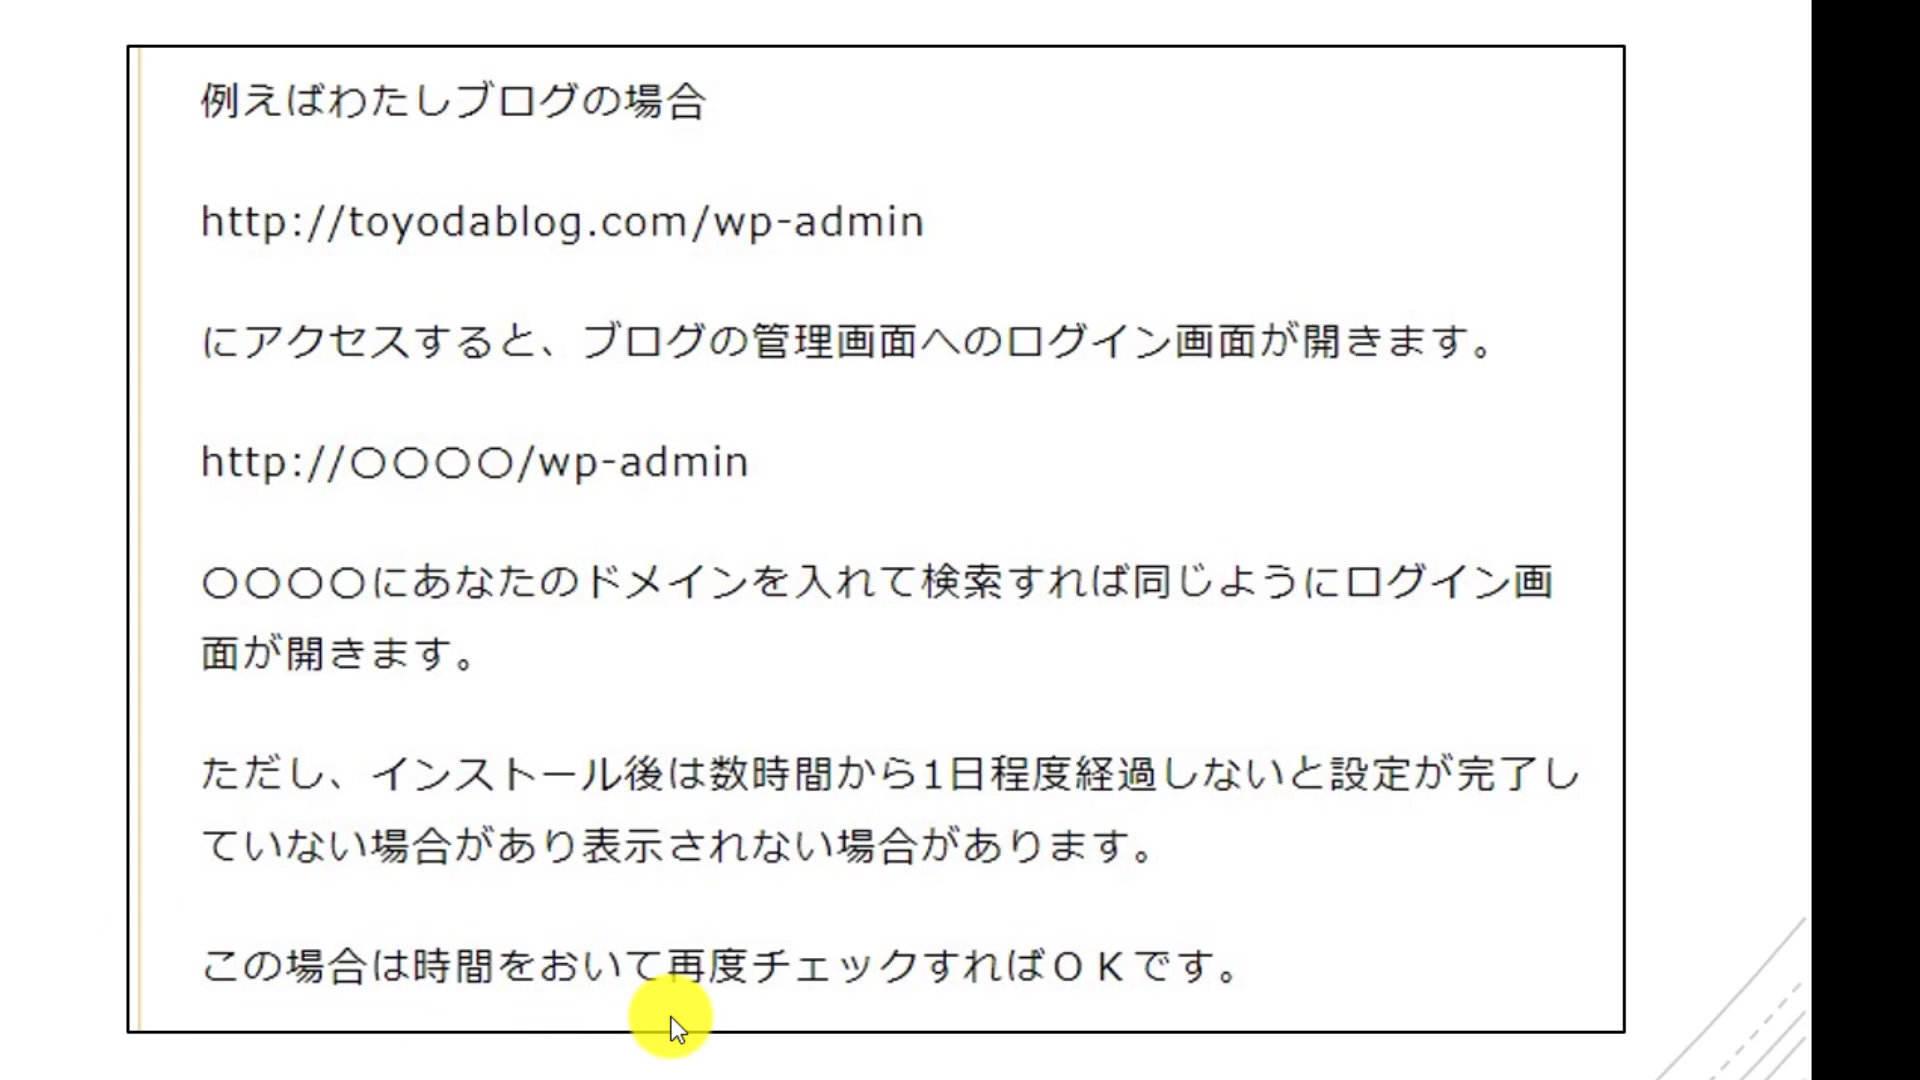 例えばわたしブログの場合
http://toyodablog.com/wp-admin
にアクセスすると、ブログの管理画面へのログイン画面が開きます。
http://〇〇〇〇/wp-admin
〇〇〇〇にあなたのドメインを入れて検索すれば同じようにログイン画
面が開きます。
ただし、インストール後は数時間から1日程度経過しないと設定が完了し
ていない場合があり表示されない場合があります。
この場合は時間をおいて再度チェックすればＯＫです。